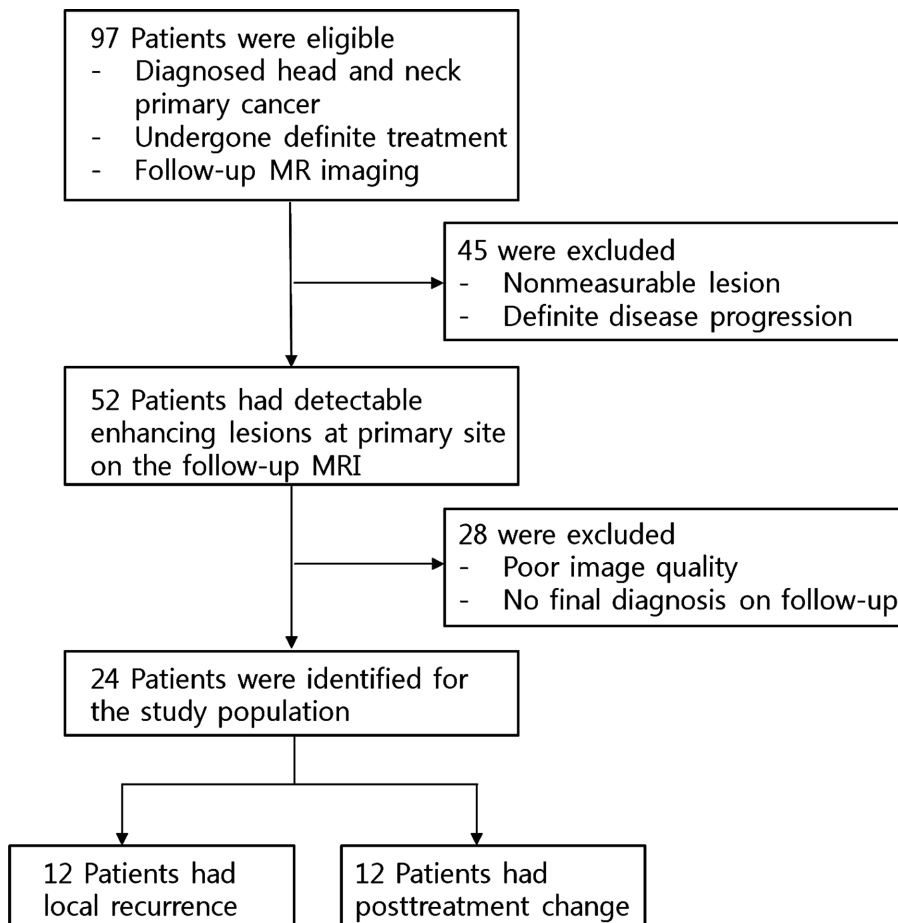 97 Patients were eligible
- Diagnosed head and neck
primary cancer
- Undergone definite treatment
- Follow-up MR imaging
45 were excluded
- Nonmeasurable lesion
- Definite disease progression
52 Patients had detectable
enhancing lesions at primary site
on the follow-up MRI
28 were excluded
- Poor image quality
- No final diagnosis on follow-up
24 Patients were identified for
the study population
12 Patients had
local recurrence
12 Patients had
posttreatment change